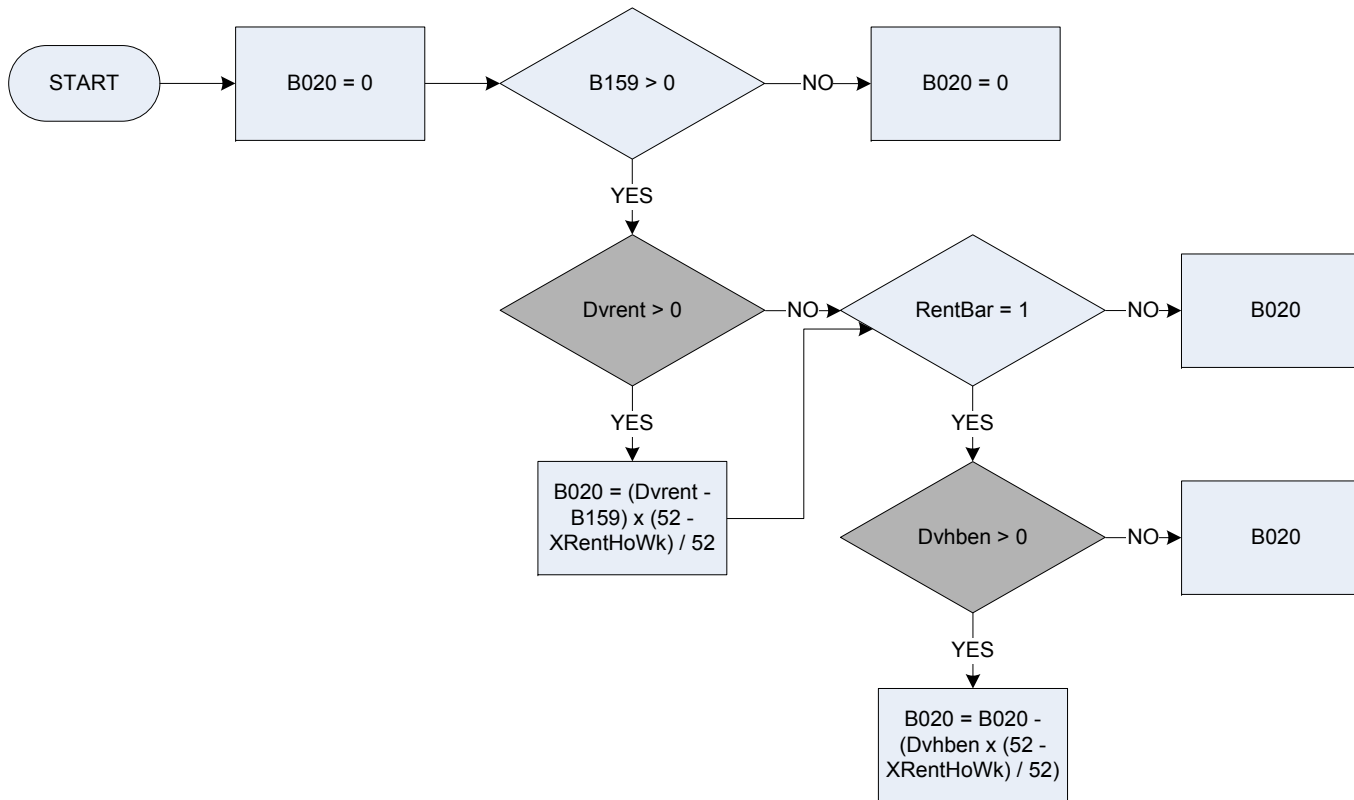 START
B020 = 0
B159 > 0
NO
B020 = 0
YES
Dvrent > 0
NO
RentBar = 1
NO
B020
YES
YES
B020 = (Dvrent -
B159) x (52 -
XRentHoWk) / 52
Dvhben > 0
NO
B020
YES
B020 = B020 -
(Dvhben x (52 -
XRentHoWk) / 52)